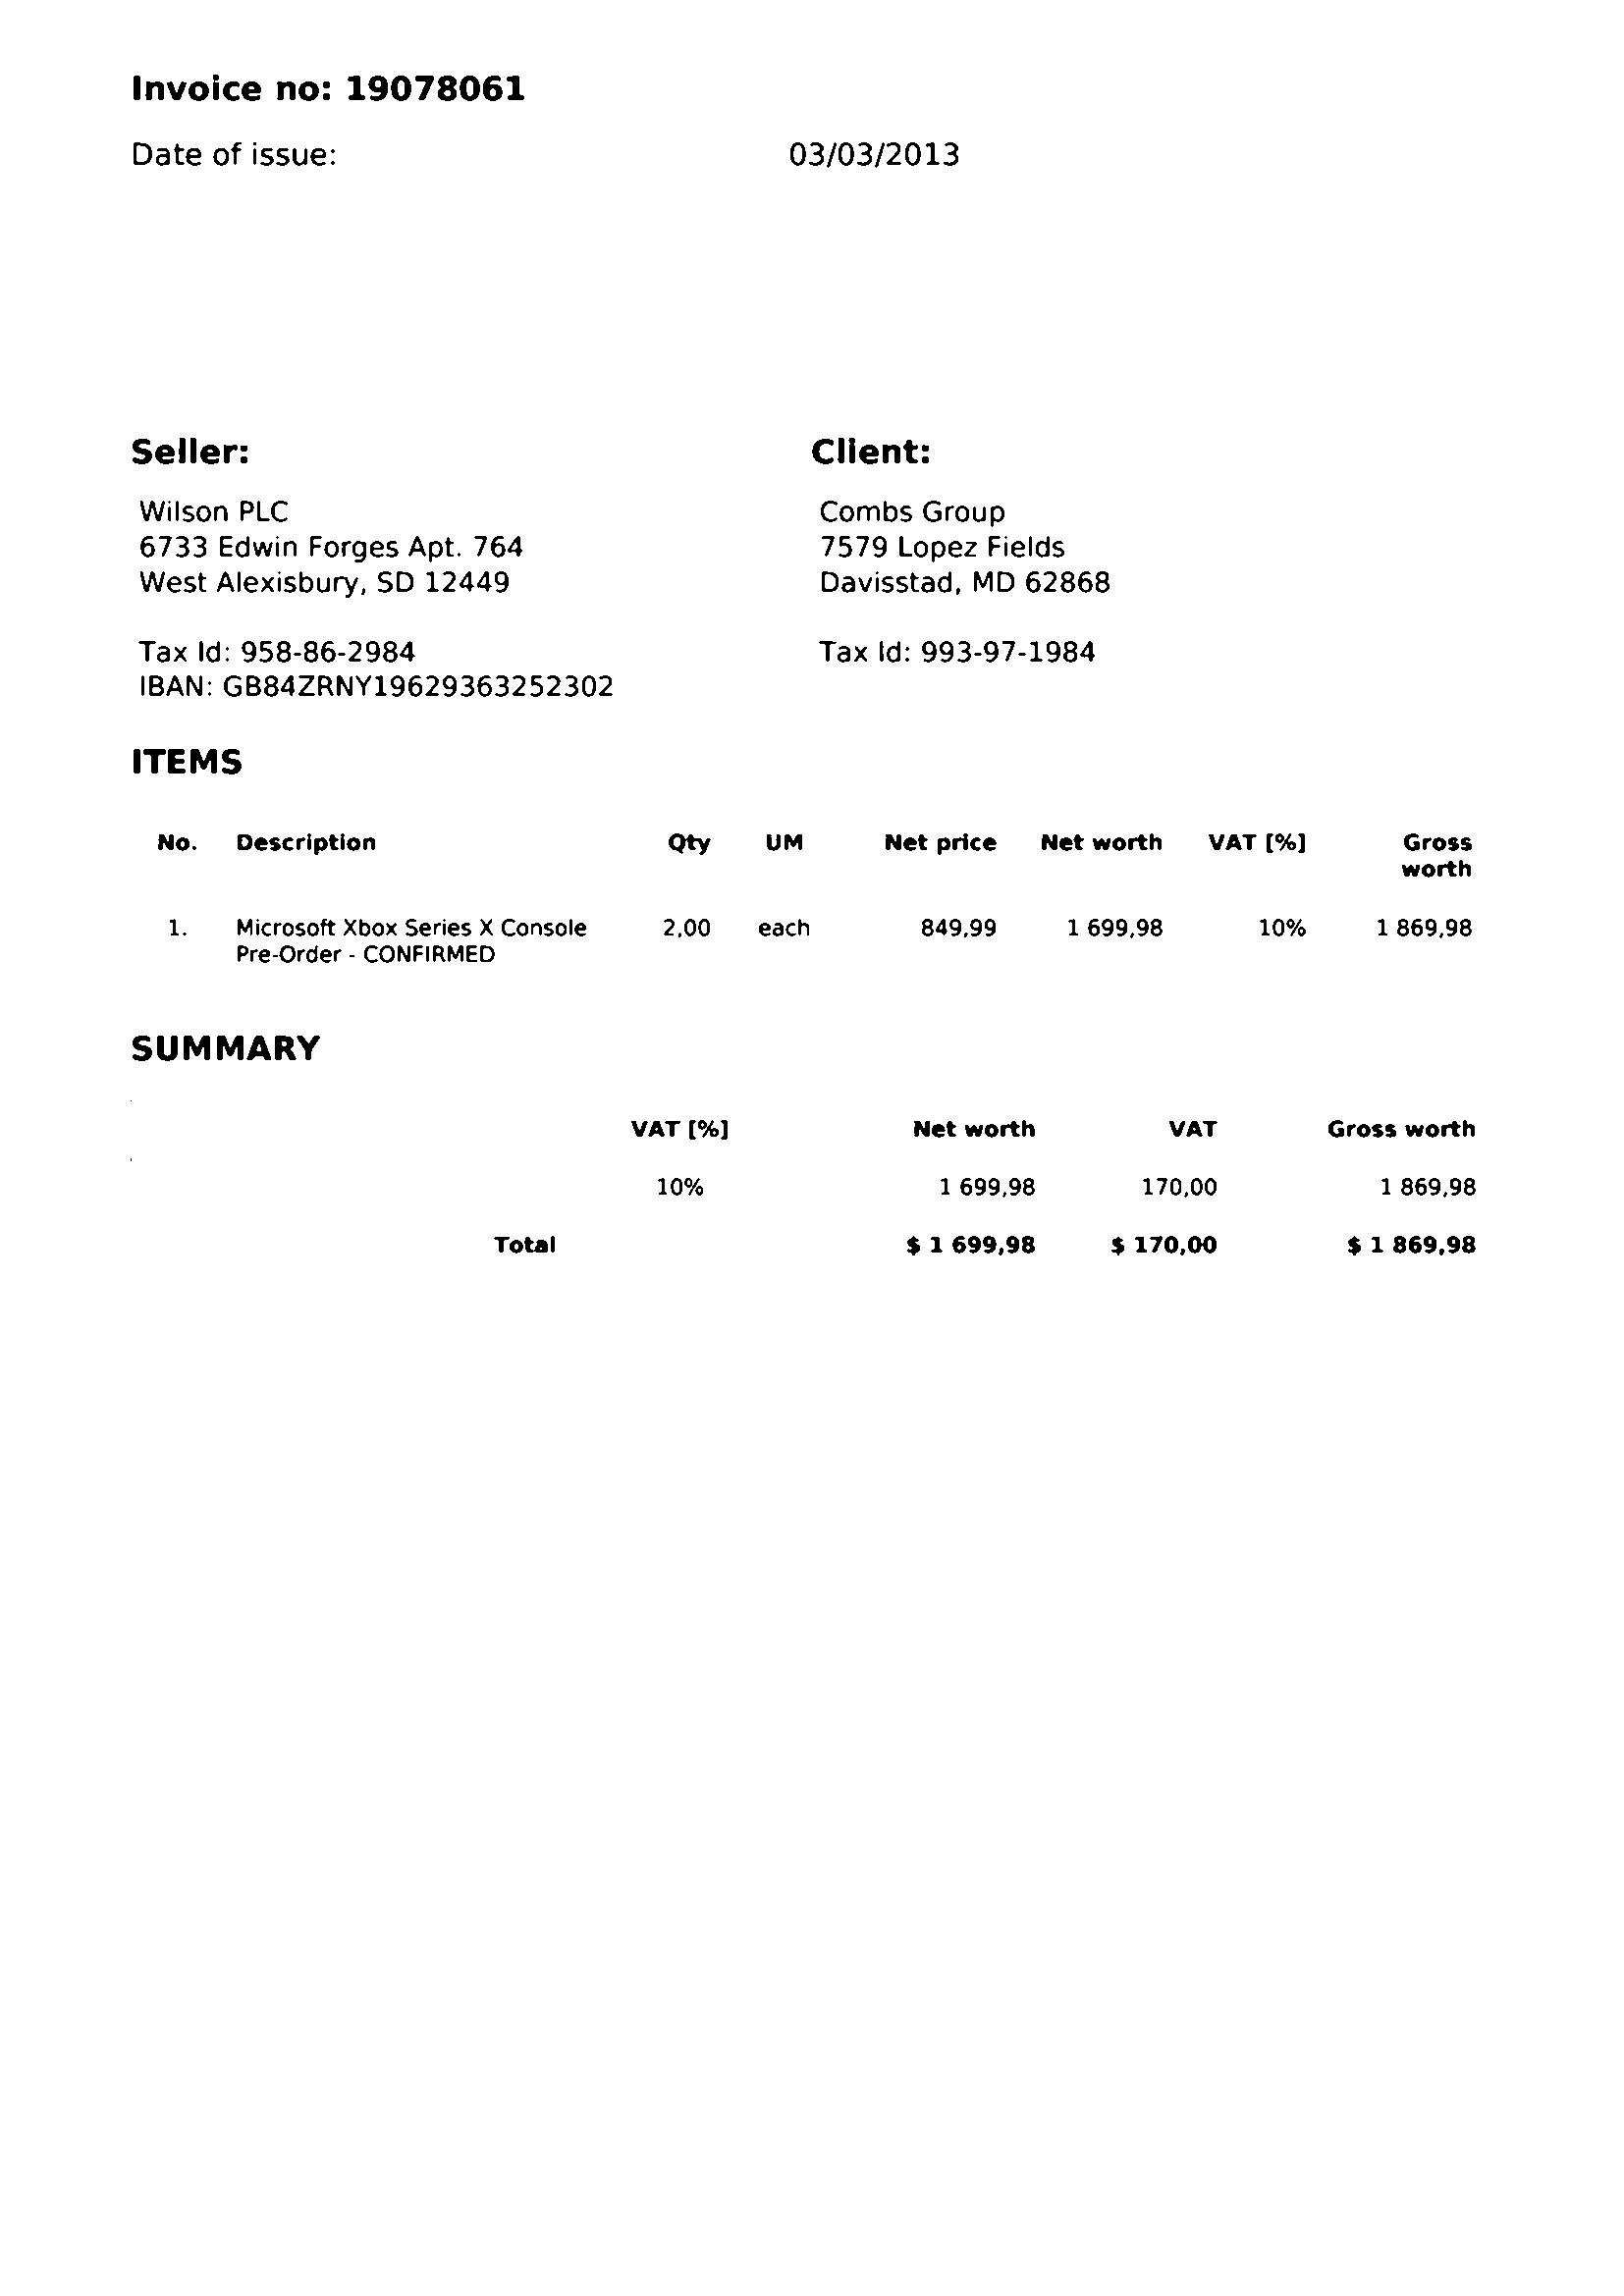 Invoice no: 19078061
Date of issue: 03/03/2013
Seller:
Wilson PLC
6733 Edwin Forges Apt. 764
West Alexisbury, SD 12449
Tax Id: 958-86-2984
IBAN: GB84ZRNY19629363252302
Client:
Combs Group
7579 Lopez Fields
Davisstad, MD 62868
Tax Id: 993-97-1984
ITEMS
No. Description Qty UM Net price Net worth VAT [%] Gross
worth
1. Microsoft Xbox Series X Console 2,00 each 849,99 1 699,98 10% 1 869,98
Pre-Order - CONFIRMED
SUMMARY
VAT [%] Net worth VAT Gross worth
10% 1 699,98 170,00 1 869,98
Total $ 1 699,98 $ 170,00 $ 1 869,98